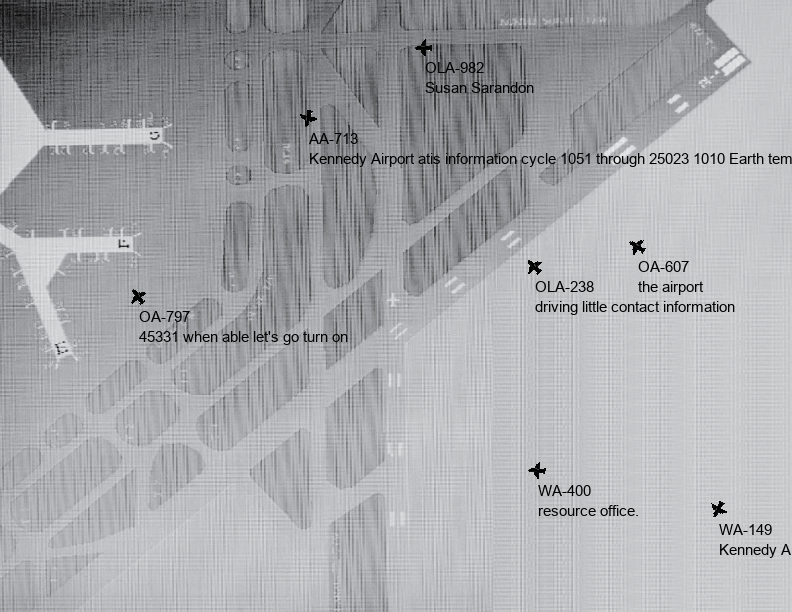 OLA-982
Susan Sarandon
AA-713
Kennedy Airport atis information cycle 1051 through 25023 1010 Earth tem
OA-607
the airport
OLA-238
driving little contact information
OA-797
45331 when able let's go turn on
WA-400
resource office.
WA-149
Kennedy A